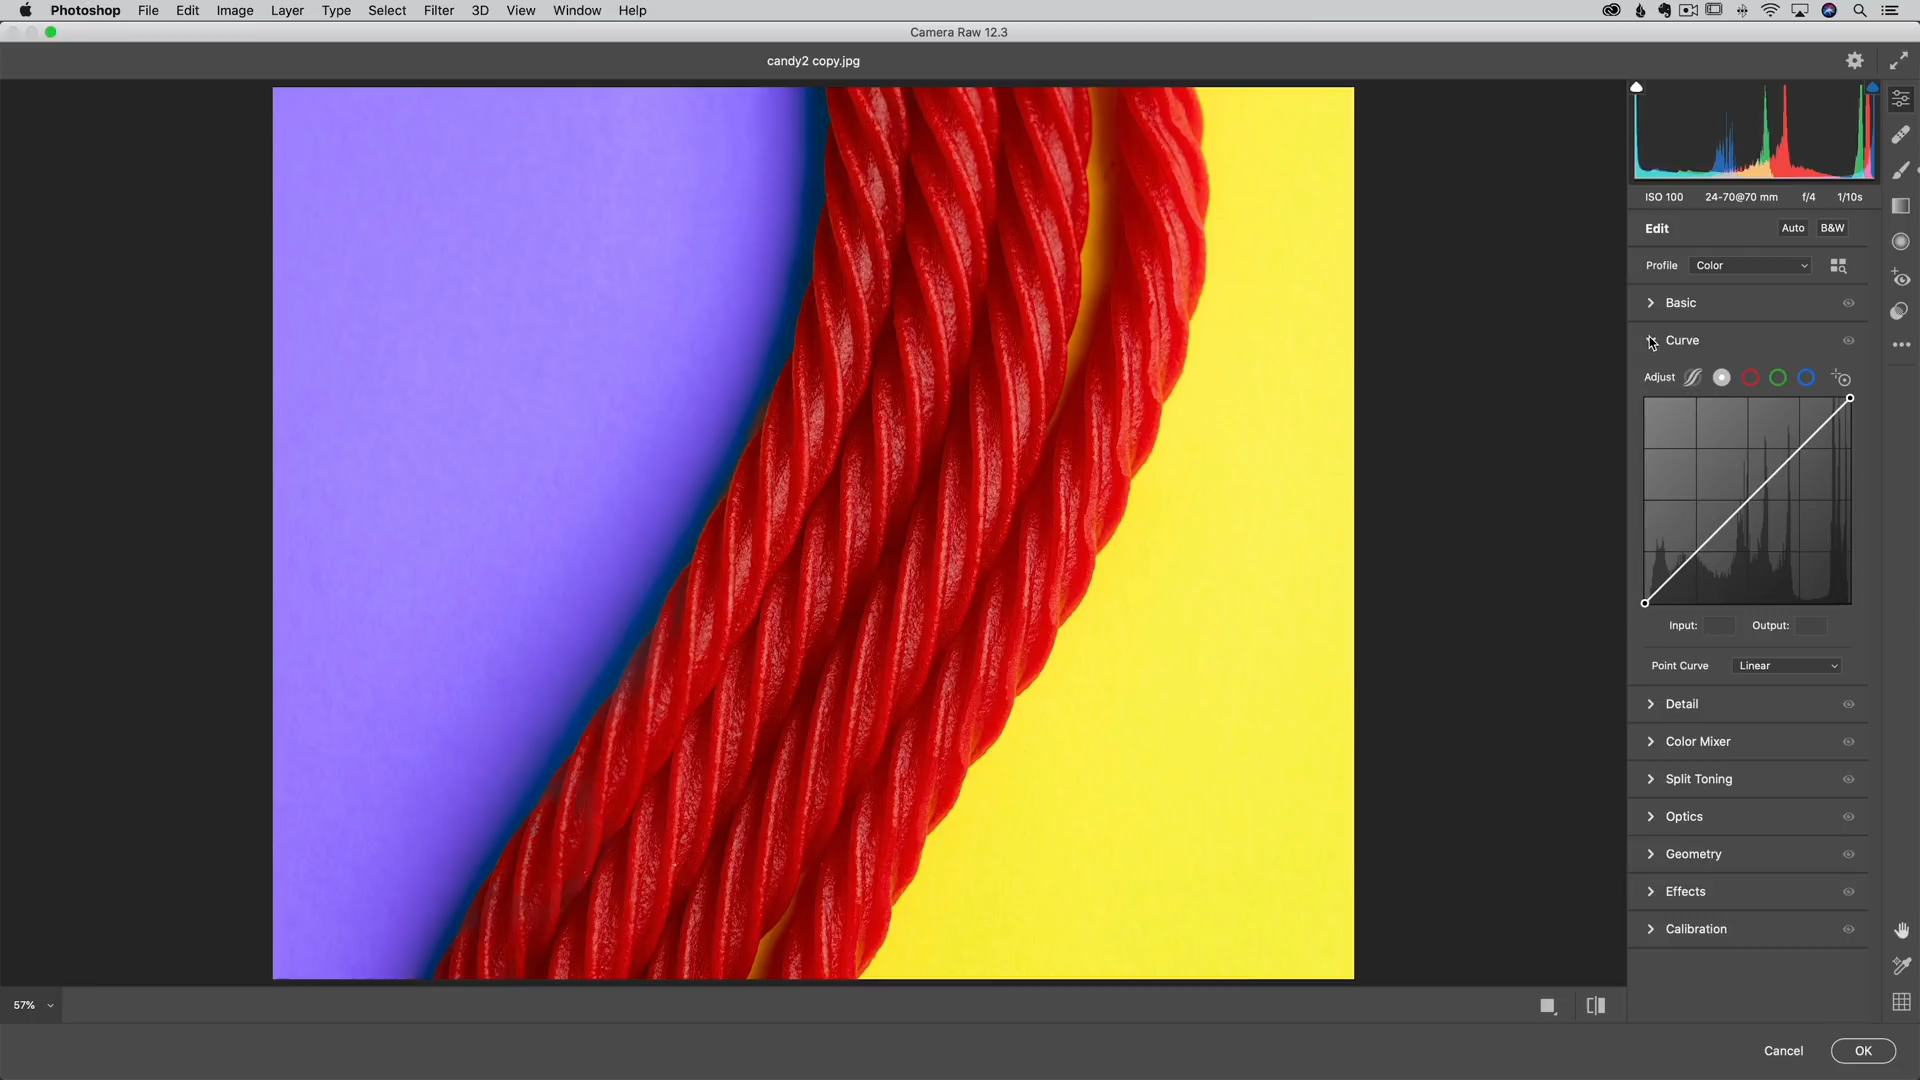 Photoshop File Edit Image Layer Type Select Filter 3D View Window Help
Camera Raw 12.3
candy2 copy.jpg
ISO 100 24-70@70 mm f/4 1/10s
Edit Auto B&W
Profile Color
Basic
Curve
Adjust
Input: Output:
Point Curve Linear
Detail
Color Mixer
Split Toning
Optics
Geometry
Effects
Calibration
57%
Cancel OK